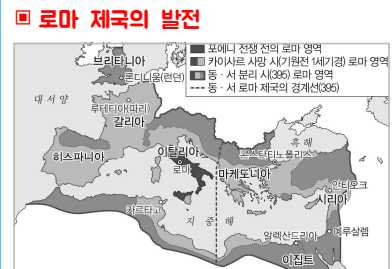 ▣ 로마 제국의 발전
포에니 전쟁 전의 로마 영역
카이사르 사망 시(기원전 1세기경) 로마 영역
동·서 분리 시(395) 로마 영역
동·서 로마 제국의 경계선(395)
브리타니아
론디니움(런던)
대서양
루테티아(파리)
갈리아
히스파니아
이탈리아
로마
콘스탄티노폴리스
마케도니아
안티오크
시리아
카르타고
지중해
알렉산드리아
예루살렘
이집트